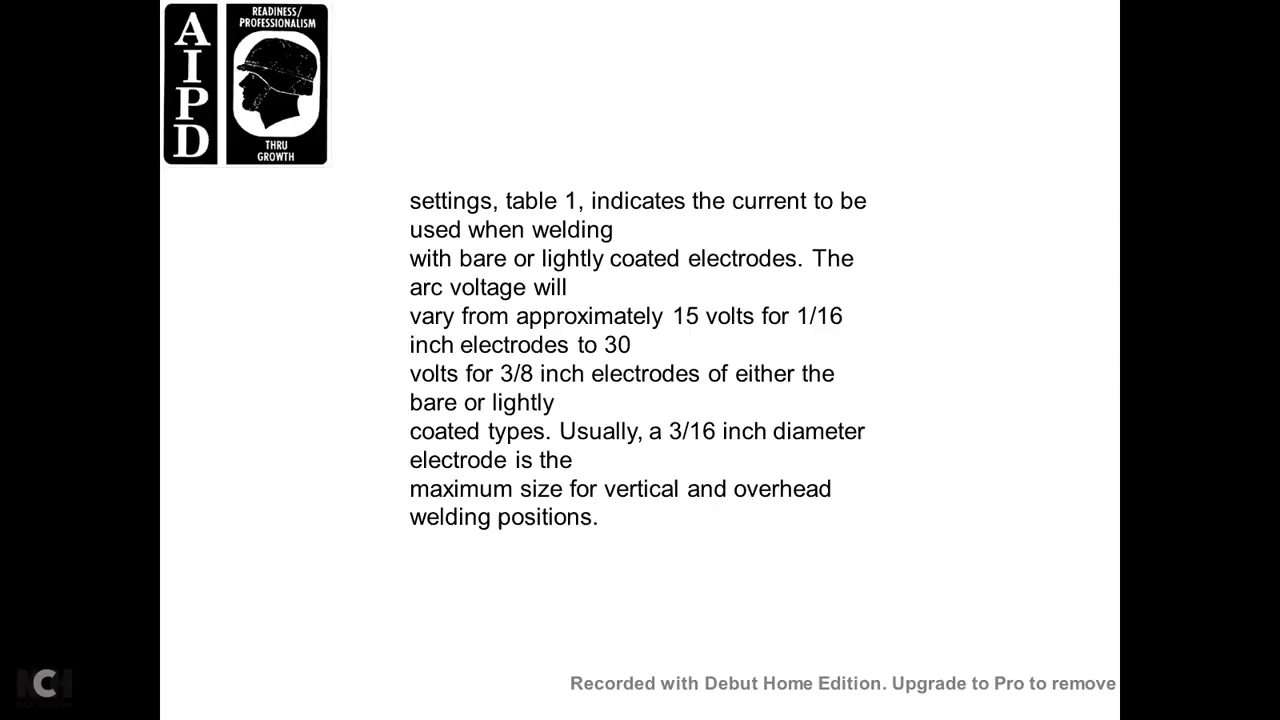 A
I
P
D
READINESS/
PROFESSIONALISM
THRU
GROWTH
settings, table 1, indicates the current to be
used when welding
with bare or lightly coated electrodes. The
arc voltage will
vary from approximately 15 volts for 1/16
inch electrodes to 30
volts for 3/8 inch electrodes of either the
bare or lightly
coated types. Usually, a 3/16 inch diameter
electrode is the
maximum size for vertical and overhead
welding positions.
NCH
Recorded with Debut Home Edition. Upgrade to Pro to remove